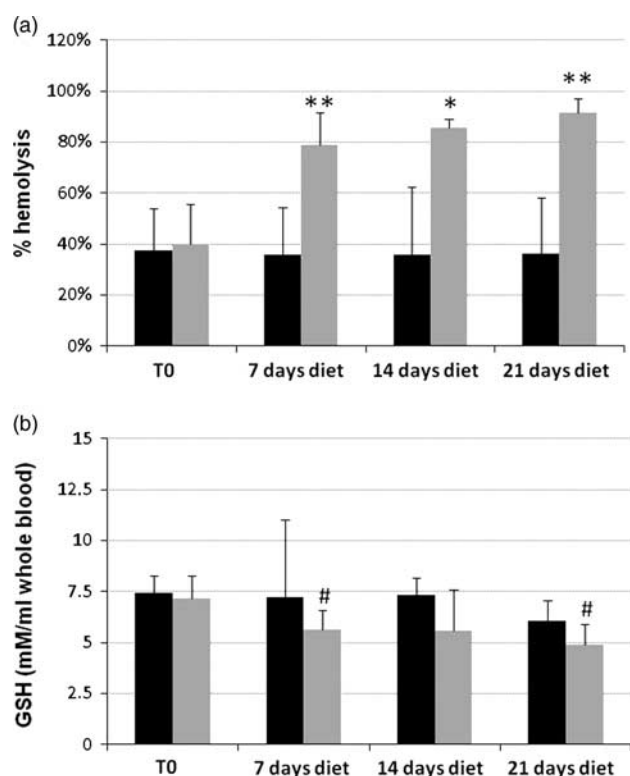 (a)
120%
100%
80%
60%
40%
20%
0%
% hemolysis
** * **
T0 7 days diet 14 days diet 21 days diet
(b)
15
12.5
10
7.5
5
2.5
0
GSH (mM/ml whole blood)
# #
T0 7 days diet 14 days diet 21 days diet